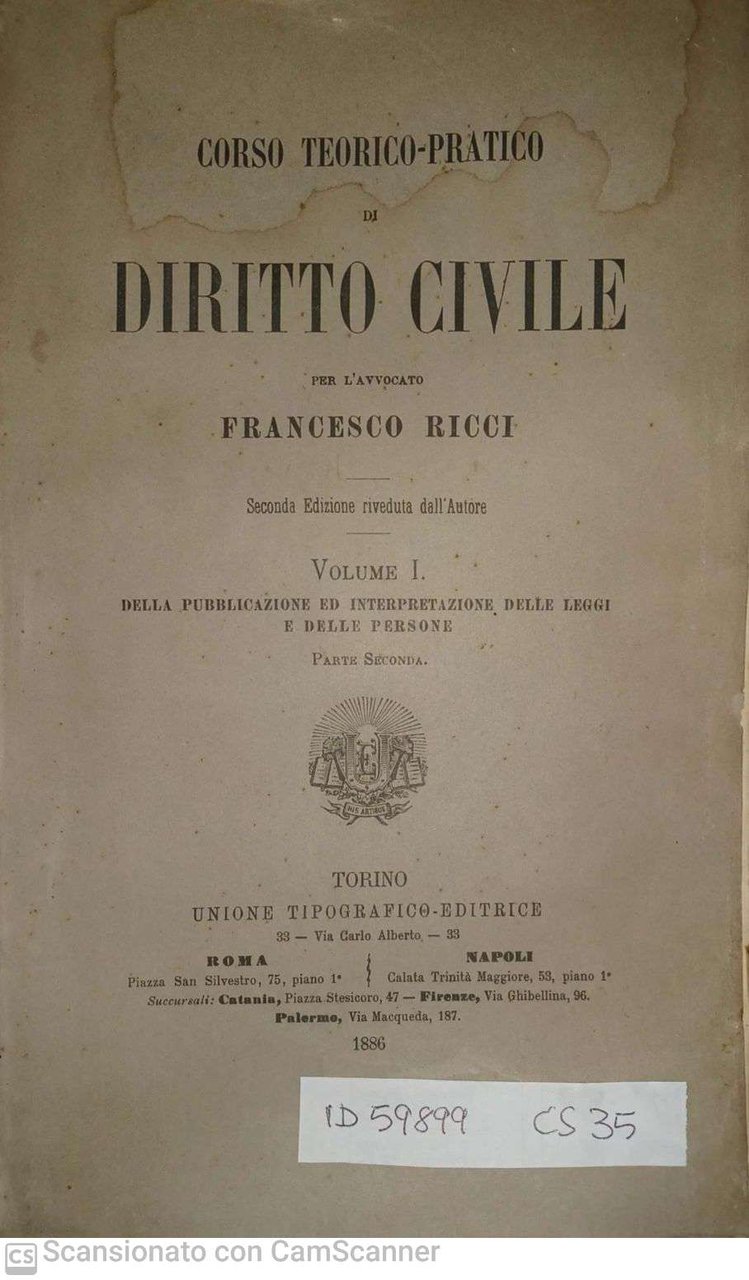 CORSO TEORICO-PRATICO
DI
DIRITTO CIVILE
PER L'AVVOCATO
FRANCESCO RICCI
Seconda Edizione riveduta dall'Autore
VOLUME I.
DELLA PUBBLICAZIONE ED INTERPRETAZIONE DELLE LEGGI
E DELLE PERSONE
PARTE SECONDA.
HIS ARTIBUS
TORINO
UNIONE TIPOGRAFICO-EDITRICE
33 — Via Carlo Alberto — 33
ROMA
Piazza San Silvestro, 75, piano 1°
NAPOLI
Calata Trinità Maggiore, 53, piano 1°
Succursali: Catania, Piazza Stesicoro, 47 — Firenze, Via Ghibellina, 96.
Palermo, Via Macqueda, 187.
1886
ID 59899 CS 35
CS Scansionato con CamScanner